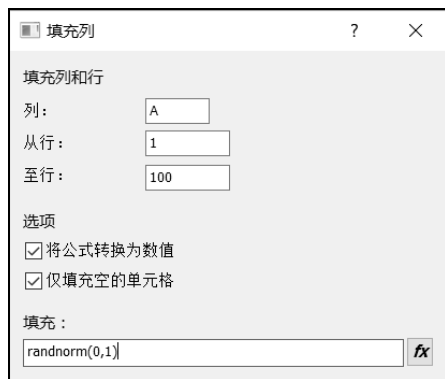 填充列
?
填充列和行
列：
A
从行：
1
至行：
100
选项
将公式转换为数值
仅填充空的单元格
填充：
randnorm(0,1)
fx